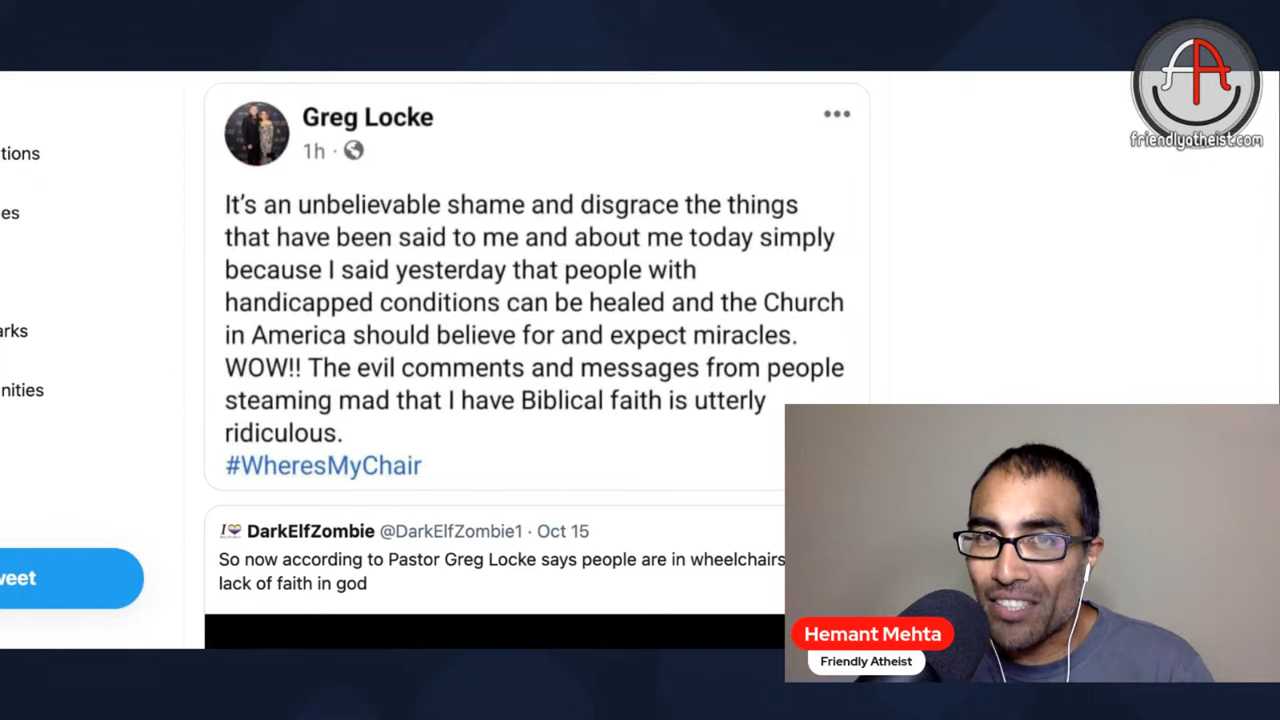 AA
friendlyatheist.com
Greg Locke
1h ·
It's an unbelievable shame and disgrace the things
that have been said to me and about me today simply
because I said yesterday that people with
handicapped conditions can be healed and the Church
in America should believe for and expect miracles.
WOW!! The evil comments and messages from people
steaming mad that I have Biblical faith is utterly
ridiculous.
#WheresMyChair
tions
es
arks
nities
weet
DarkElfZombie @DarkElfZombie1 · Oct 15
So now according to Pastor Greg Locke says people are in wheelchairs
lack of faith in god
Hemant Mehta
Friendly Atheist